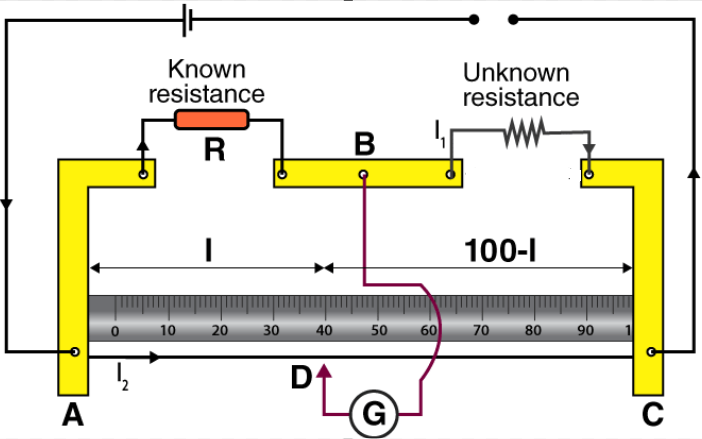 Known
resistance
Unknown
resistance
R
B
I₁
l
100-l
0 10 20 30 40 50 60 70 80 90 1
I₂
D
G
A
C